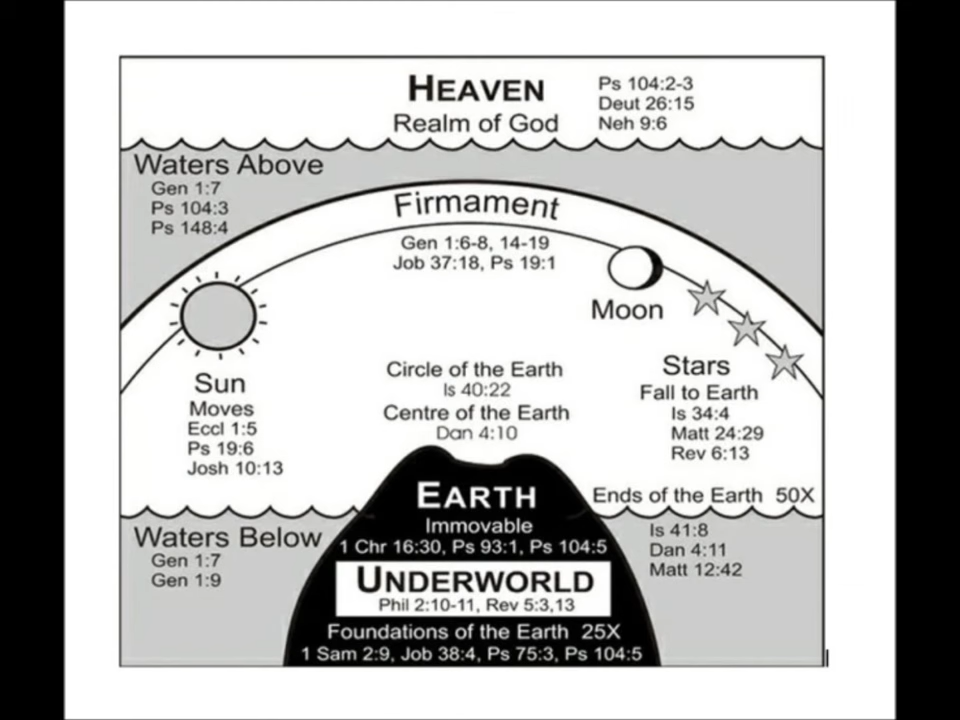 HEAVEN
Realm of God
Ps 104:2-3
Deut 26:15
Neh 9:6
Waters Above
Gen 1:7
Ps 104:3
Ps 148:4
Firmament
Gen 1:6-8, 14-19
Job 37:18, Ps 19:1
Moon
Sun
Moves
Eccl 1:5
Ps 19:6
Josh 10:13
Circle of the Earth
Is 40:22
Centre of the Earth
Dan 4:10
Stars
Fall to Earth
Is 34:4
Matt 24:29
Rev 6:13
Ends of the Earth 50X
Is 41:8
Dan 4:11
Matt 12:42
Waters Below
Gen 1:7
Gen 1:9
EARTH
Immovable
1 Chr 16:30, Ps 93:1, Ps 104:5
UNDERWORLD
Phil 2:10-11, Rev 5:3,13
Foundations of the Earth 25X
1 Sam 2:9, Job 38:4, Ps 75:3, Ps 104:5